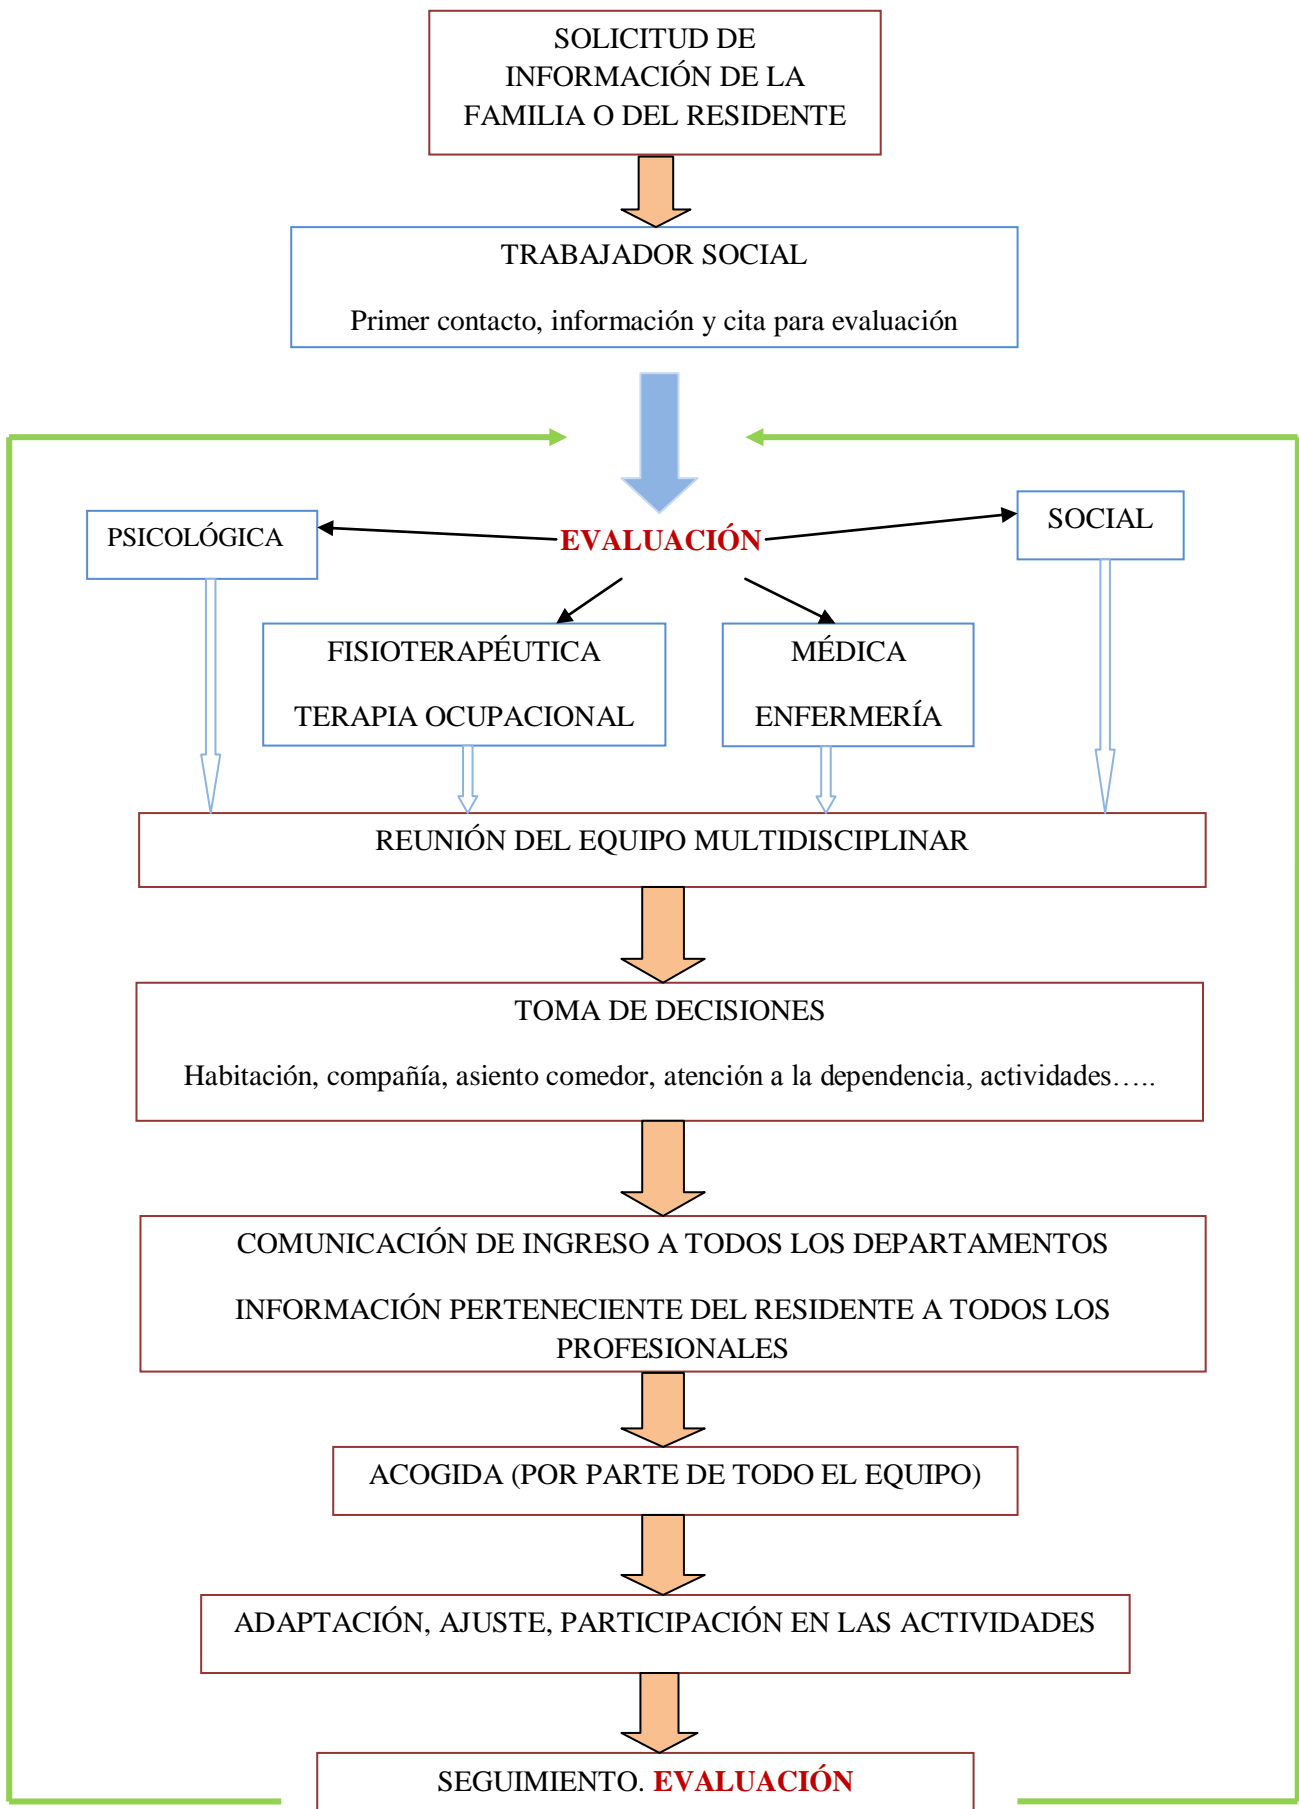 SOLICITUD DE
INFORMACIÓN DE LA
FAMILIA O DEL RESIDENTE
TRABAJADOR SOCIAL
Primer contacto, información y cita para evaluación
PSICOLÓGICA
EVALUACIÓN
SOCIAL
FISIOTERAPÉUTICA
TERAPIA OCUPACIONAL
MÉDICA
ENFERMERÍA
REUNIÓN DEL EQUIPO MULTIDISCIPLINAR
TOMA DE DECISIONES
Habitación, compañía, asiento comedor, atención a la dependencia, actividades…..
COMUNICACIÓN DE INGRESO A TODOS LOS DEPARTAMENTOS
INFORMACIÓN PERTENECIENTE DEL RESIDENTE A TODOS LOS
PROFESIONALES
ACOGIDA (POR PARTE DE TODO EL EQUIPO)
ADAPTACIÓN, AJUSTE, PARTICIPACIÓN EN LAS ACTIVIDADES
SEGUIMIENTO. EVALUACIÓN